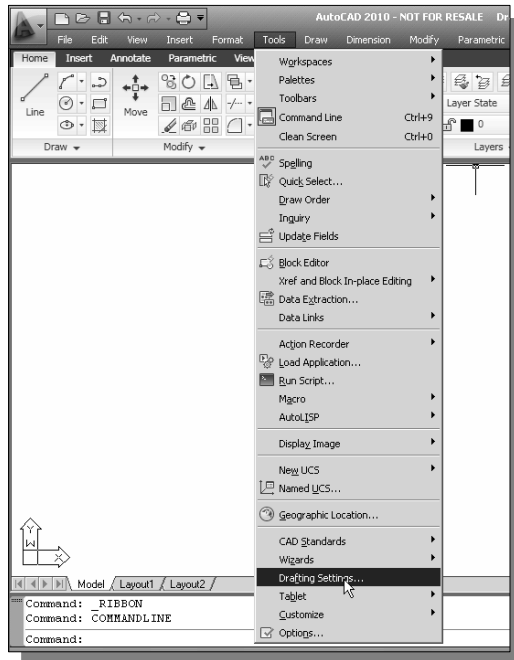 AutoCAD 2010 - NOT FOR RESALE Dr
File Edit View Insert Format Tools Draw Dimension Modify Parametric
Home Insert Annotate Parametric View
Line
Move
Draw
Modify
Layer State
0
Layers
Workspaces
Palettes
Toolbars
Command Line Ctrl+9
Clean Screen Ctrl+0
ABC Spelling
Quick Select...
Draw Order
Inquiry
Update Fields
Block Editor
Xref and Block In-place Editing
Data Extraction...
Data Links
Action Recorder
Load Application...
Run Script...
Macro
AutoLISP
Display Image
New UCS
Named UCS...
Geographic Location...
CAD Standards
Wizards
Drafting Settings...
Tablet
Customize
Options...
Y
W
X
Model Layout1 Layout2
Command: _RIBBON
Command: COMMANDLINE
Command: